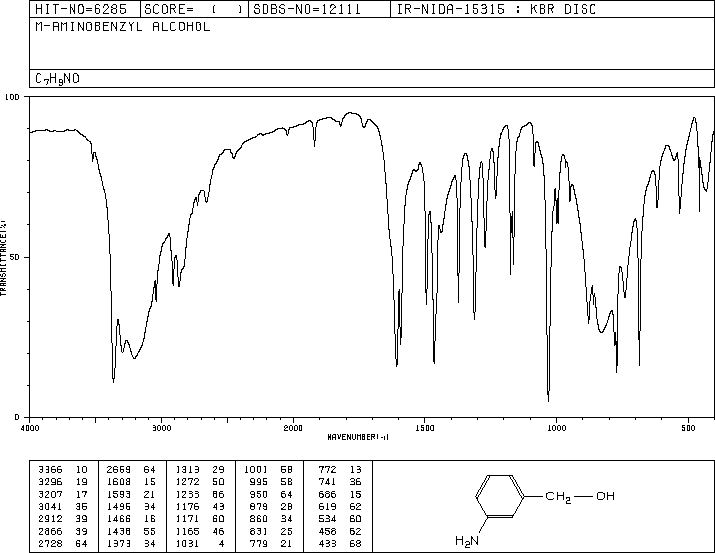 HIT-NO=6285 SCORE= ( ) SDBS-NO=12111 IR-NIDA-15315 : KBR DISC
M-AMINOBENZYL ALCOHOL
C7H9NO
100
TRANSMITTANCE(%)
50
0
4000 3000 2000 1500 1000 500
WAVENUMBER(-1)
3366 10 2669 64 1313 29 1001 58 772 13
3296 19 1608 15 1272 50 995 58 741 36
3207 17 1593 21 1233 66 950 64 686 15
3041 35 1495 34 1176 43 879 28 619 62
2912 39 1466 16 1171 60 860 34 534 60
2866 39 1438 55 1165 46 831 25 458 62
2728 64 1373 34 1031 4 779 21 433 68
CH2 OH
H2N